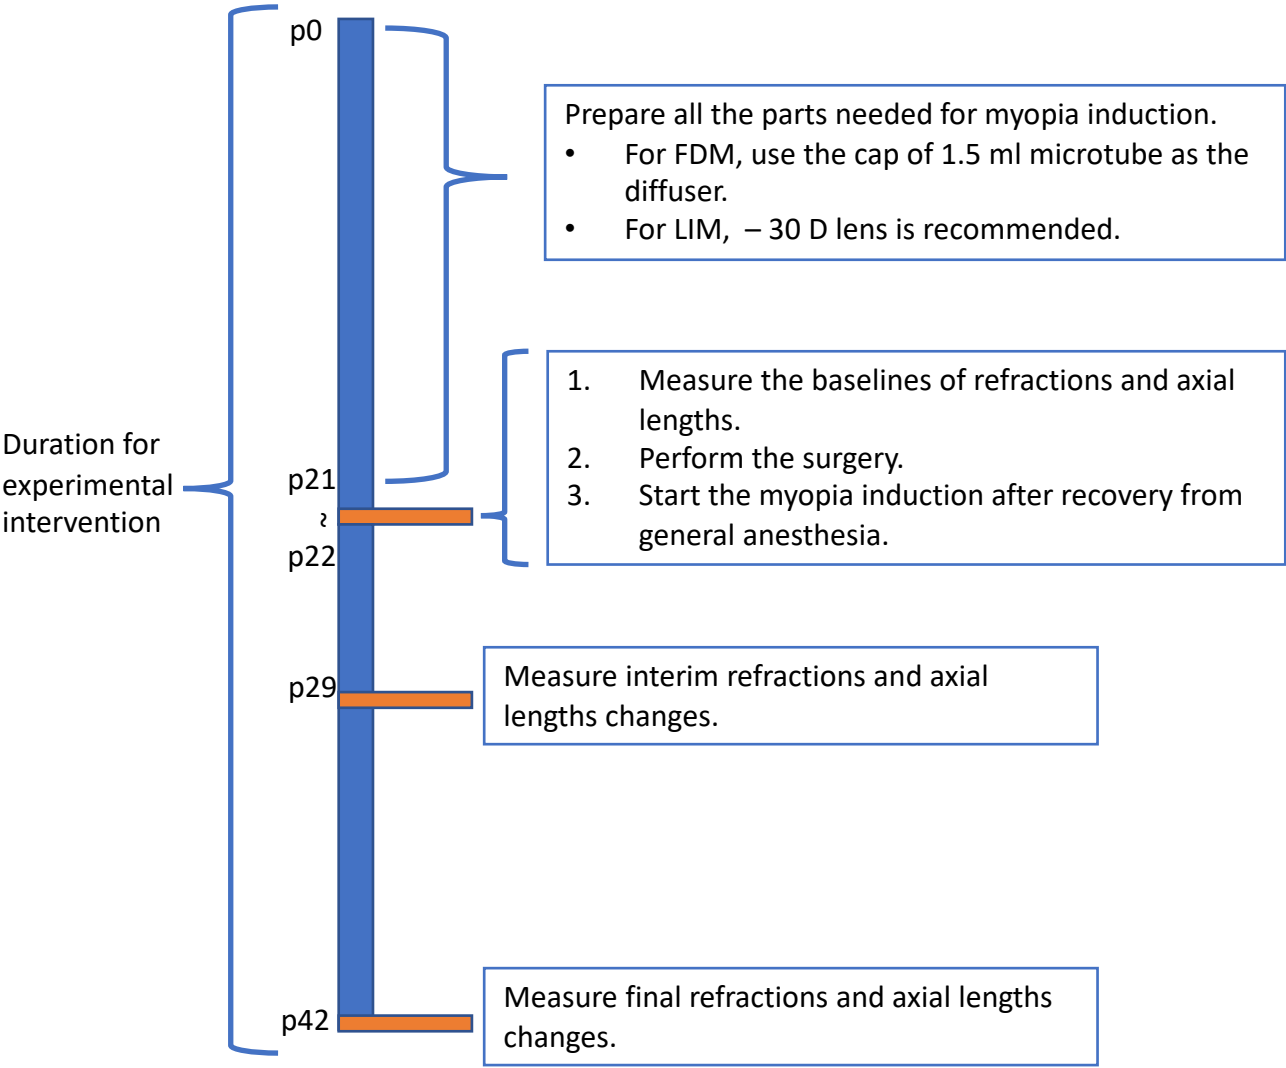 p0
Prepare all the parts needed for myopia induction.
• For FDM, use the cap of 1.5 ml microtube as the
diffuser.
• For LIM, – 30 D lens is recommended.
1. Measure the baselines of refractions and axial
lengths.
2. Perform the surgery.
3. Start the myopia induction after recovery from
general anesthesia.
Duration for
experimental
intervention
p21
~
p22
p29
Measure interim refractions and axial
lengths changes.
p42
Measure final refractions and axial lengths
changes.